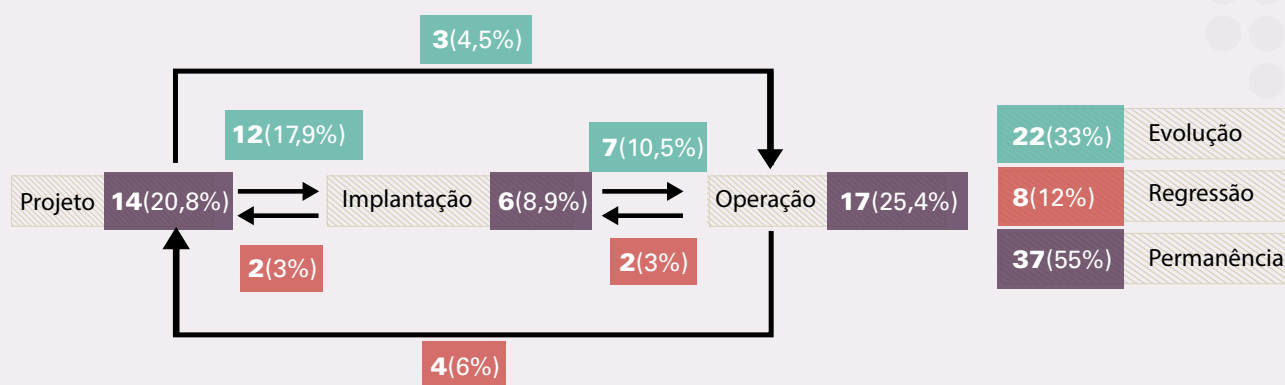 3(4,5%)
12(17,9%)
7(10,5%)
Projeto 14(20,8%)
Implantação 6(8,9%)
Operação 17(25,4%)
2(3%)
2(3%)
4(6%)
22(33%) Evolução
8(12%) Regressão
37(55%) Permanência